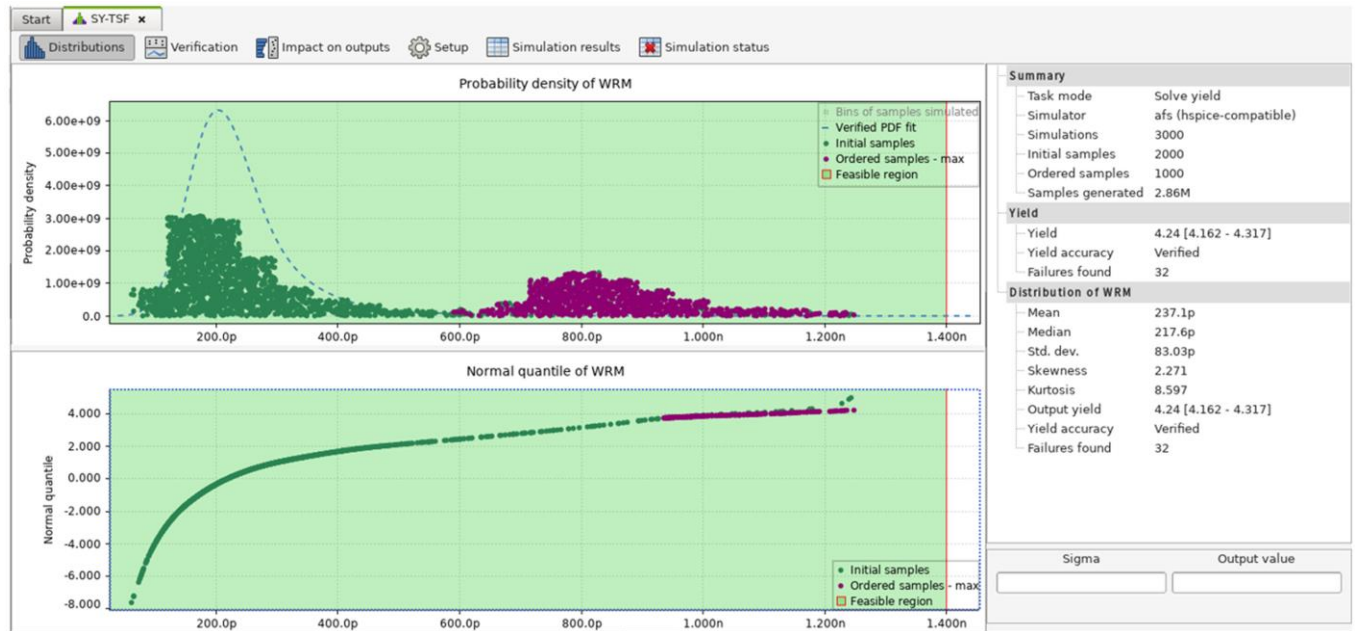 Start
SY-TSF ×
Distributions
Verification
Impact on outputs
Setup
Simulation results
Simulation status
Probability density of WRM
Probability density
6.00e+09
5.00e+09
4.00e+09
3.00e+09
2.00e+09
1.00e+09
0.0
Bins of samples simulated
Verified PDF fit
Initial samples
Ordered samples - max
Feasible region
200.0p 400.0p 600.0p 800.0p 1.000n 1.200n 1.400n
Normal quantile of WRM
Normal quantile
4.000
2.000
0.000
-2.000
-4.000
-6.000
-8.000
Initial samples
Ordered samples - max
Feasible region
200.0p 400.0p 600.0p 800.0p 1.000n 1.200n 1.400n
Summary
Task mode Solve yield
Simulator afs (hspice-compatible)
Simulations 3000
Initial samples 2000
Ordered samples 1000
Samples generated 2.86M
Yield
Yield 4.24 [4.162 - 4.317]
Yield accuracy Verified
Failures found 32
Distribution of WRM
Mean 237.1p
Median 217.6p
Std. dev. 83.03p
Skewness 2.271
Kurtosis 8.597
Output yield 4.24 [4.162 - 4.317]
Yield accuracy Verified
Failures found 32
Sigma Output value